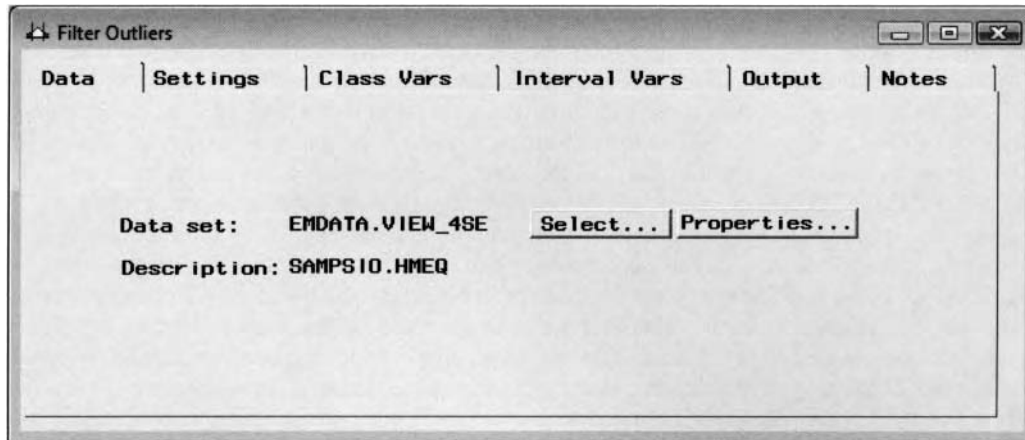 Filter Outliers
Data Settings Class Vars Interval Vars Output Notes
Data set: EMDATA.VIEW_4SE Select... Properties...
Description: SAMPSIO.HMEQ